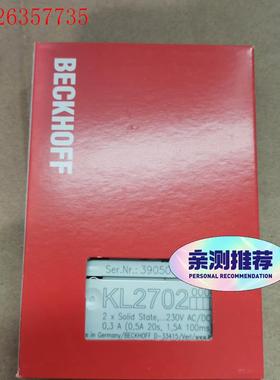 26357735
BECKHOFF
Ser.Nr.: 3905
KL2702
2 x Solid State,...230V AC/DC
0,3 A (0,5A 20s, 1,5A 100ms
in Germany/BECKHOFF D-33415/Ver
亲测推荐
PERSONAL RECOMMENDATION